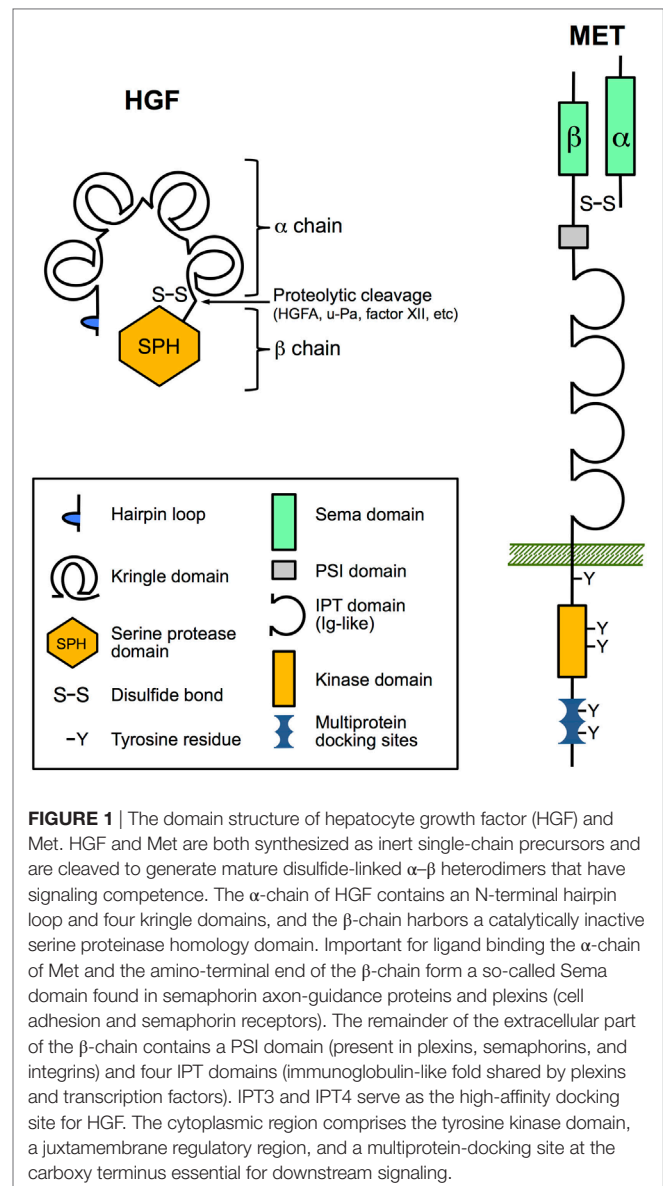 MET
HGF
β
α
S-S
α chain
S-S
Proteolytic cleavage
(HGFA, u-Pa, factor XII, etc)
SPH
β chain
Hairpin loop
Kringle domain
SPH
Serine protease
domain
S-S
Disulfide bond
-Y
Tyrosine residue
Sema domain
PSI domain
IPT domain
(Ig-like)
Kinase domain
Multiprotein
docking sites
-Y
-Y
-Y
-Y
-Y
FIGURE 1 | The domain structure of hepatocyte growth factor (HGF) and
Met. HGF and Met are both synthesized as inert single-chain precursors and
are cleaved to generate mature disulfide-linked α–β heterodimers that have
signaling competence. The α-chain of HGF contains an N-terminal hairpin
loop and four kringle domains, and the β-chain harbors a catalytically inactive
serine proteinase homology domain. Important for ligand binding the α-chain
of Met and the amino-terminal end of the β-chain form a so-called Sema
domain found in semaphorin axon-guidance proteins and plexins (cell
adhesion and semaphorin receptors). The remainder of the extracellular part
of the β-chain contains a PSI domain (present in plexins, semaphorins, and
integrins) and four IPT domains (immunoglobulin-like fold shared by plexins
and transcription factors). IPT3 and IPT4 serve as the high-affinity docking
site for HGF. The cytoplasmic region comprises the tyrosine kinase domain,
a juxtamembrane regulatory region, and a multiprotein-docking site at the
carboxy terminus essential for downstream signaling.